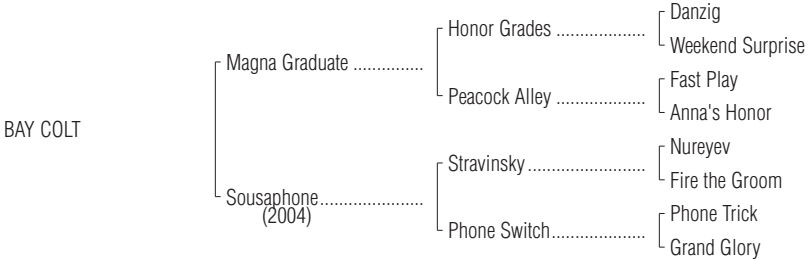 Danzig
Honor Grades ....................
Weekend Surprise
Magna Graduate ...............
Fast Play
Peacock Alley ....................
Anna's Honor
BAY COLT
Nureyev
Stravinsky..........................
Fire the Groom
Sousaphone.......................
(2004)
Phone Trick
Phone Switch.....................
Grand Glory